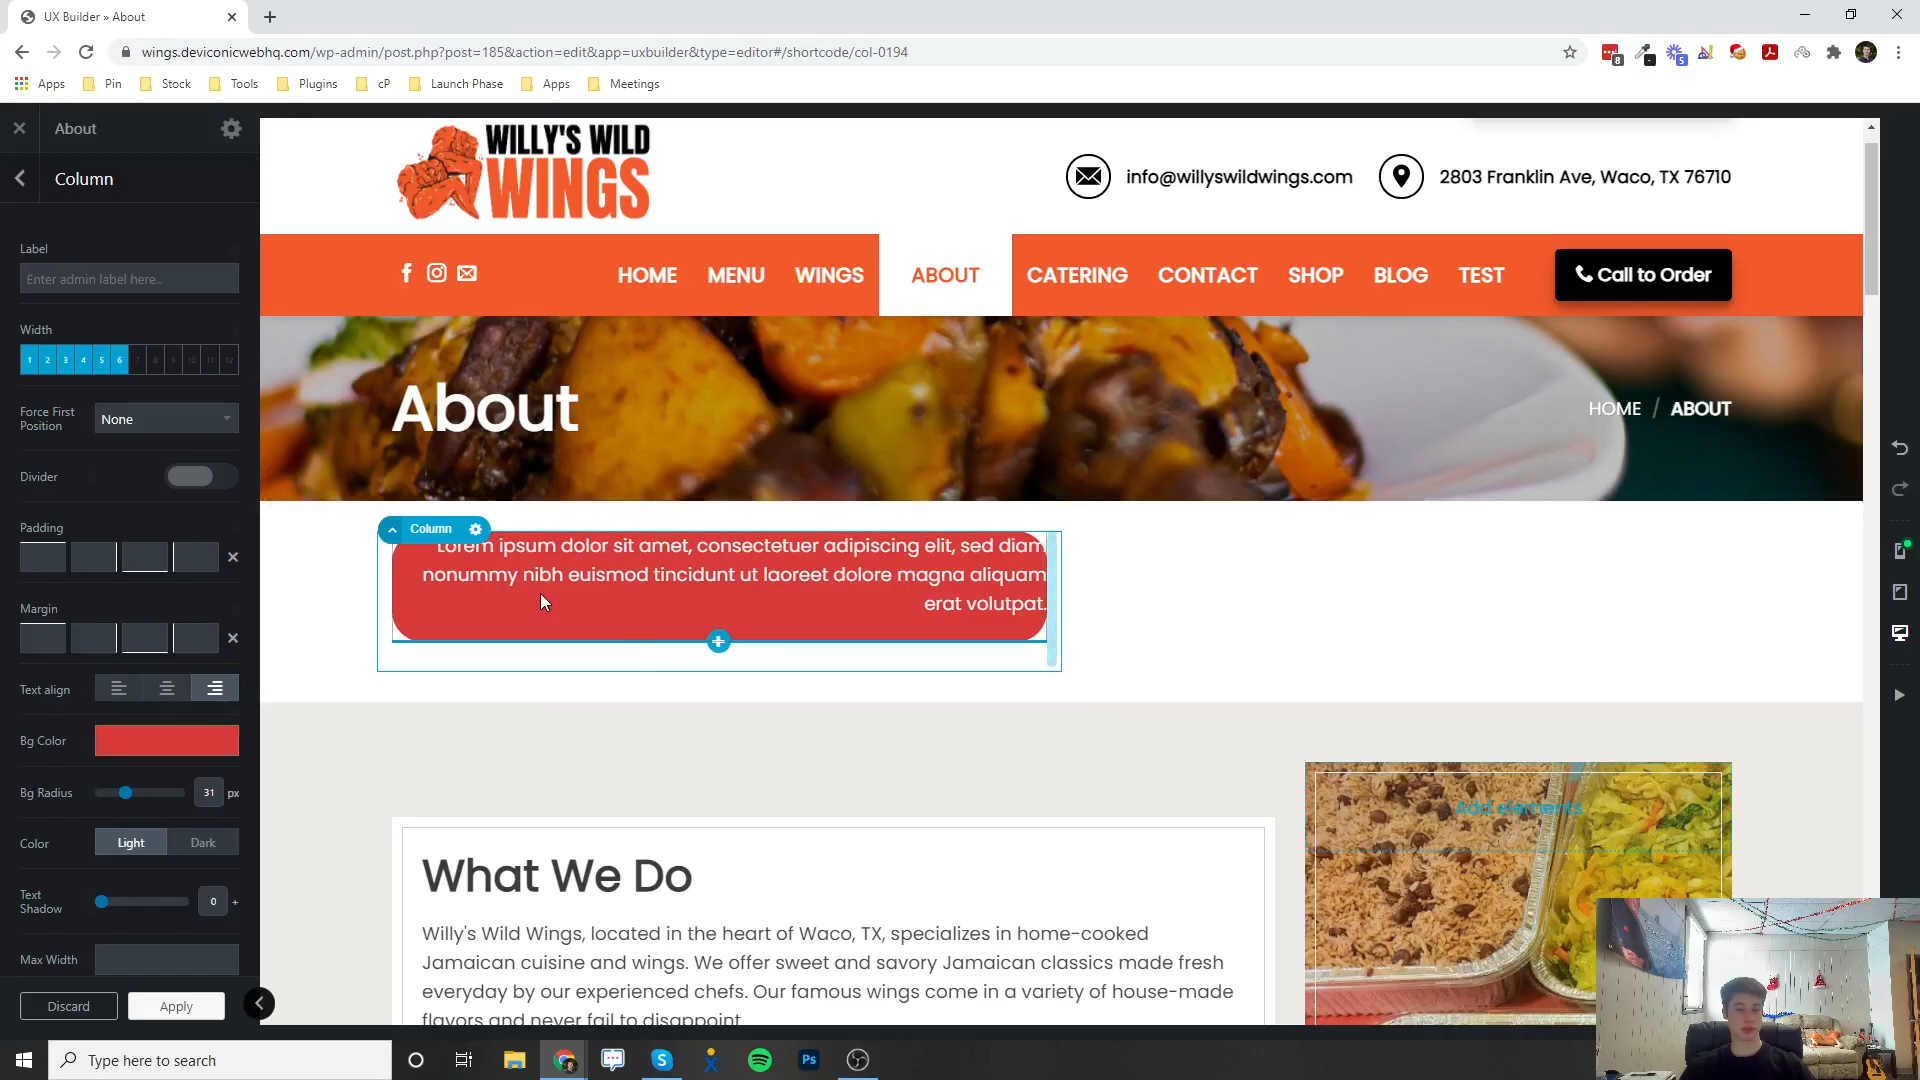 UX Builder » About
wings.deviconicwebhq.com/wp-admin/post.php?post=185&action=edit&app=uxbuilder&type=editor#/shortcode/col-0194
8
5
Apps
Pin
Stock
Tools
Plugins
cP
Launch Phase
Apps
Meetings
About
Column
Label
Enter admin label here..
Width
1 2 3 4 5 6 7 8 9 10 11 12
Force First
Position
None
Divider
Padding
Margin
Text align
Bg Color
Bg Radius
31 px
Color
Light
Dark
Text
Shadow
0 +
Max Width
Discard
Apply
WILLY'S WILD
WINGS
info@willyswildwings.com
2803 Franklin Ave, Waco, TX 76710
HOME
MENU
WINGS
ABOUT
CATERING
CONTACT
SHOP
BLOG
TEST
Call to Order
About
HOME / ABOUT
Column
Lorem ipsum dolor sit amet, consectetuer adipiscing elit, sed diam
nonummy nibh euismod tincidunt ut laoreet dolore magna aliquam
erat volutpat.
Add elements
What We Do
Willy's Wild Wings, located in the heart of Waco, TX, specializes in home-cooked
Jamaican cuisine and wings. We offer sweet and savory Jamaican classics made fresh
everyday by our experienced chefs. Our famous wings come in a variety of house-made
flavors and never fail to disappoint
Type here to search
Ps